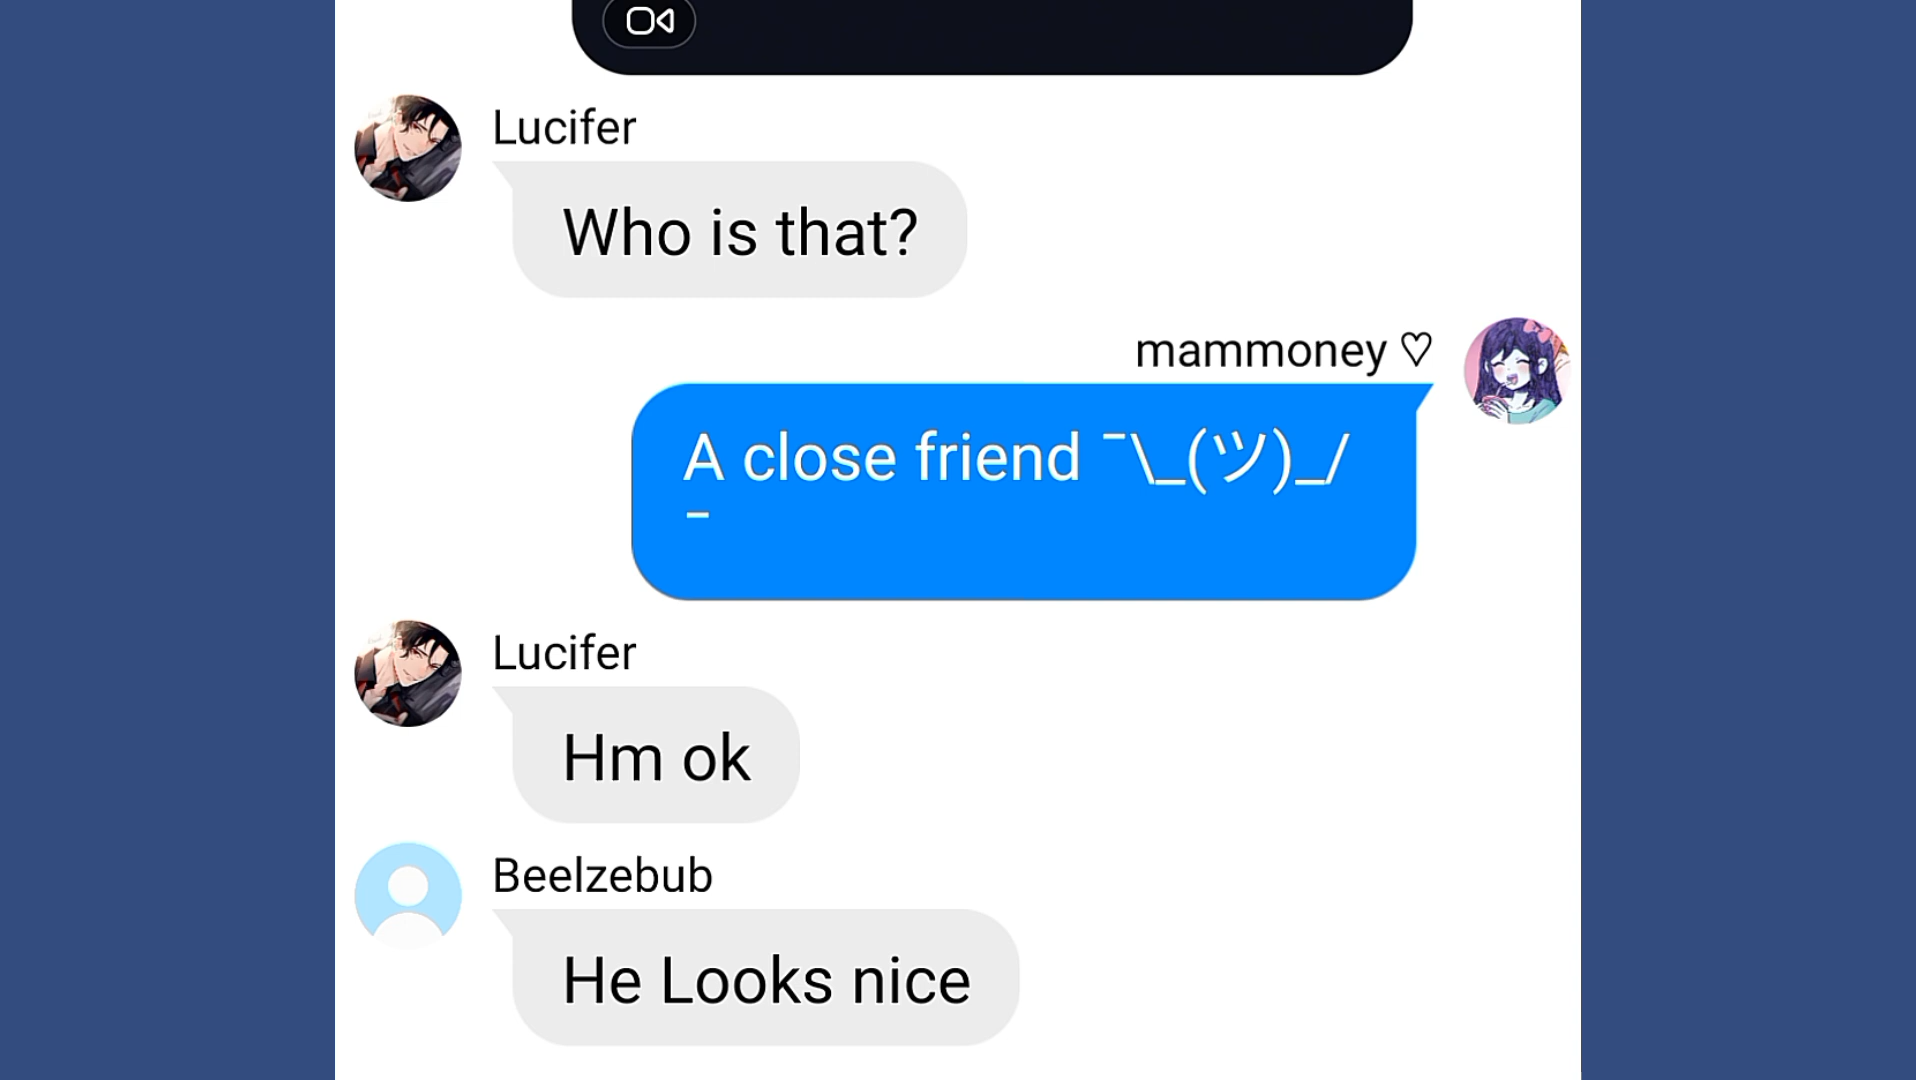 Lucifer
Who is that?
mammoney ♡
A close friend ¯\_(ツ)_/
¯
Lucifer
Hm ok
Beelzebub
He Looks nice